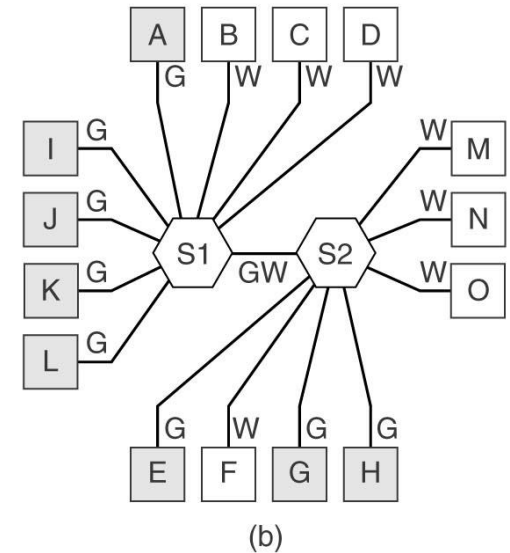 A B C D
G W W W
I G
W M
J G
W N
S1 GW S2
K G
W O
L G
G W G G
E F G H
(b)